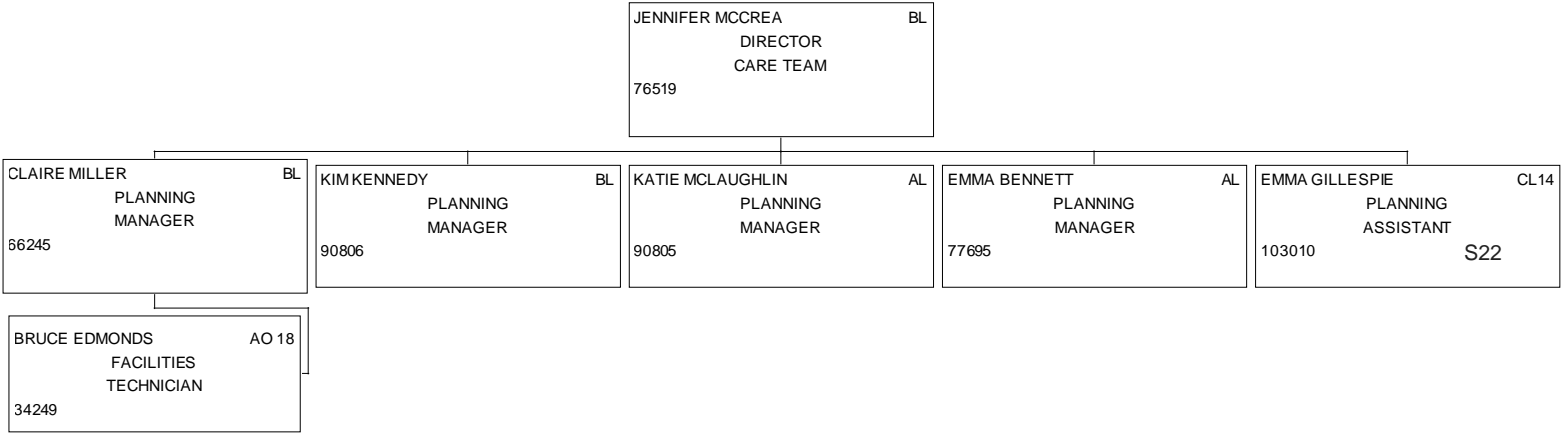 JENNIFER MCCREA BL
DIRECTOR
CARE TEAM
76519
CLAIRE MILLER BL
PLANNING
MANAGER
66245
KIM KENNEDY BL
PLANNING
MANAGER
90806
KATIE MCLAUGHLIN AL
PLANNING
MANAGER
90805
EMMA BENNETT AL
PLANNING
MANAGER
77695
EMMA GILLESPIE CL14
PLANNING
ASSISTANT
103010 S22
BRUCE EDMONDS AO 18
FACILITIES
TECHNICIAN
34249